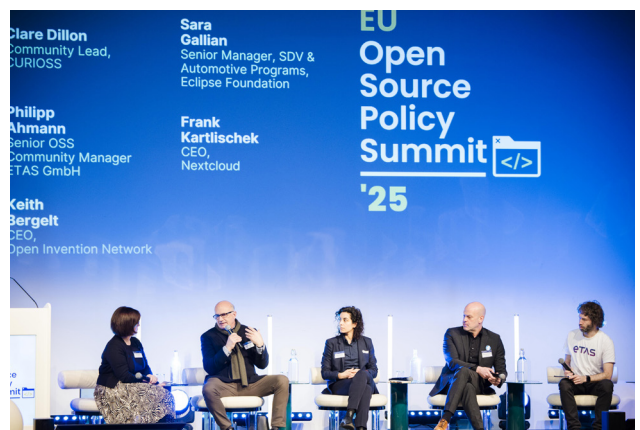 Clare Dillon
Community Lead,
CURIOSS
Philipp
Ahmann
Senior OSS
Community Manager
ETAS GmbH
Keith
Bergelt
CEO,
Open Invention Network
Sara
Gallian
Senior Manager, SDV &
Automotive Programs,
Eclipse Foundation
Frank
Kartlischek
CEO,
Nextcloud
EU
Open
Source
Policy
Summit
</>
'25
eTAS